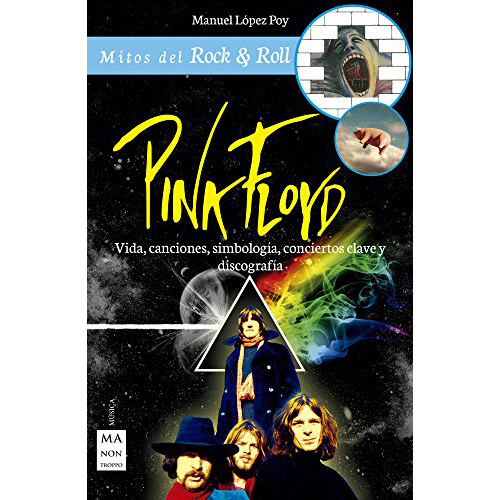 Manuel López Poy
Mitos del Rock & Roll
PINK FLOYD
Vida, canciones, simbología, conciertos clave y
discografía
MÚSICA
MA
NON
TROPPO